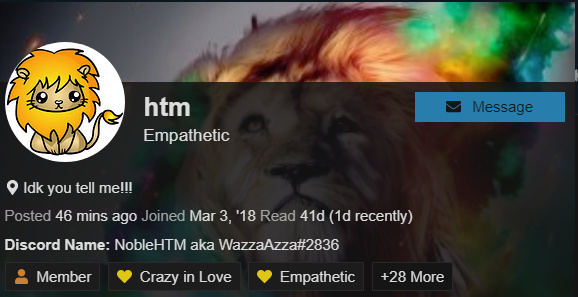 htm
Message
Empathetic
Idk you tell me!!!
Posted 46 mins ago Joined Mar 3, '18 Read 41d (1d recently)
Discord Name: NobleHTM aka WazzaAzza#2836
Member Crazy in Love Empathetic +28 More